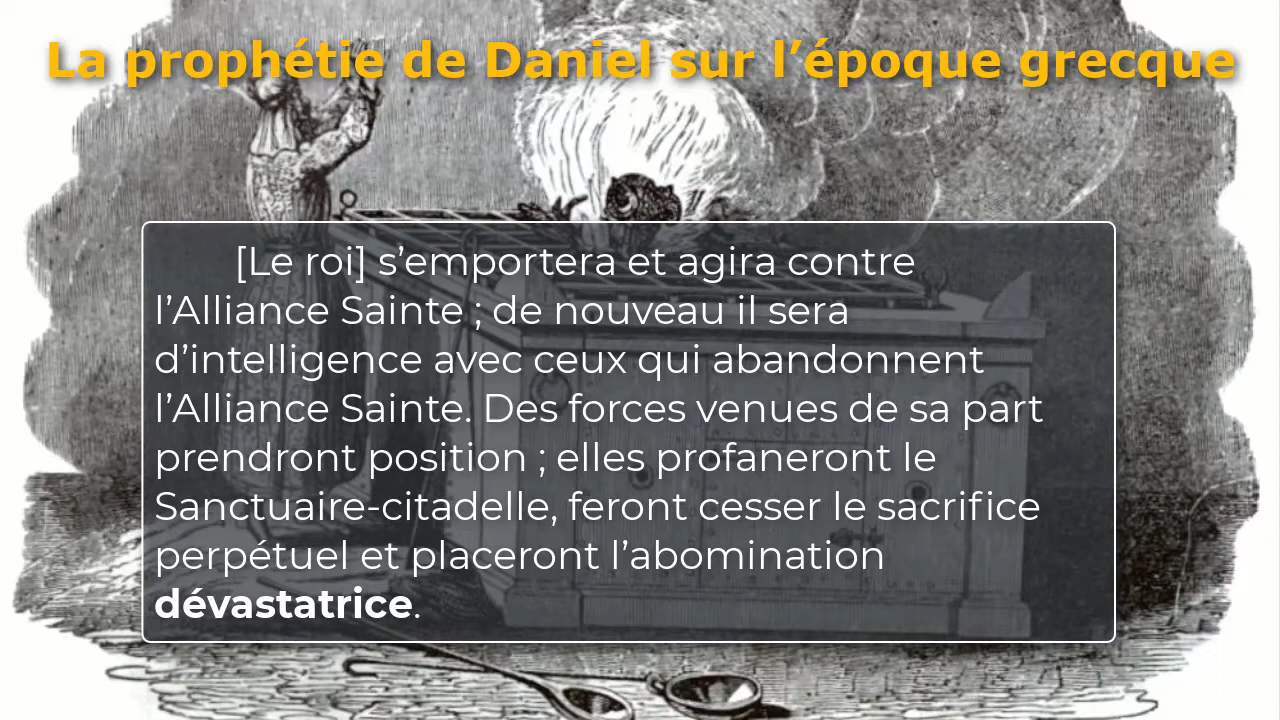 La prophétie de Daniel sur l’époque grecque
[Le roi] s’emportera et agira contre
l’Alliance Sainte ; de nouveau il sera
d’intelligence avec ceux qui abandonnent
l’Alliance Sainte. Des forces venues de sa part
prendront position ; elles profaneront le
Sanctuaire-citadelle, feront cesser le sacrifice
perpétuel et placeront l’abomination
dévastatrice.